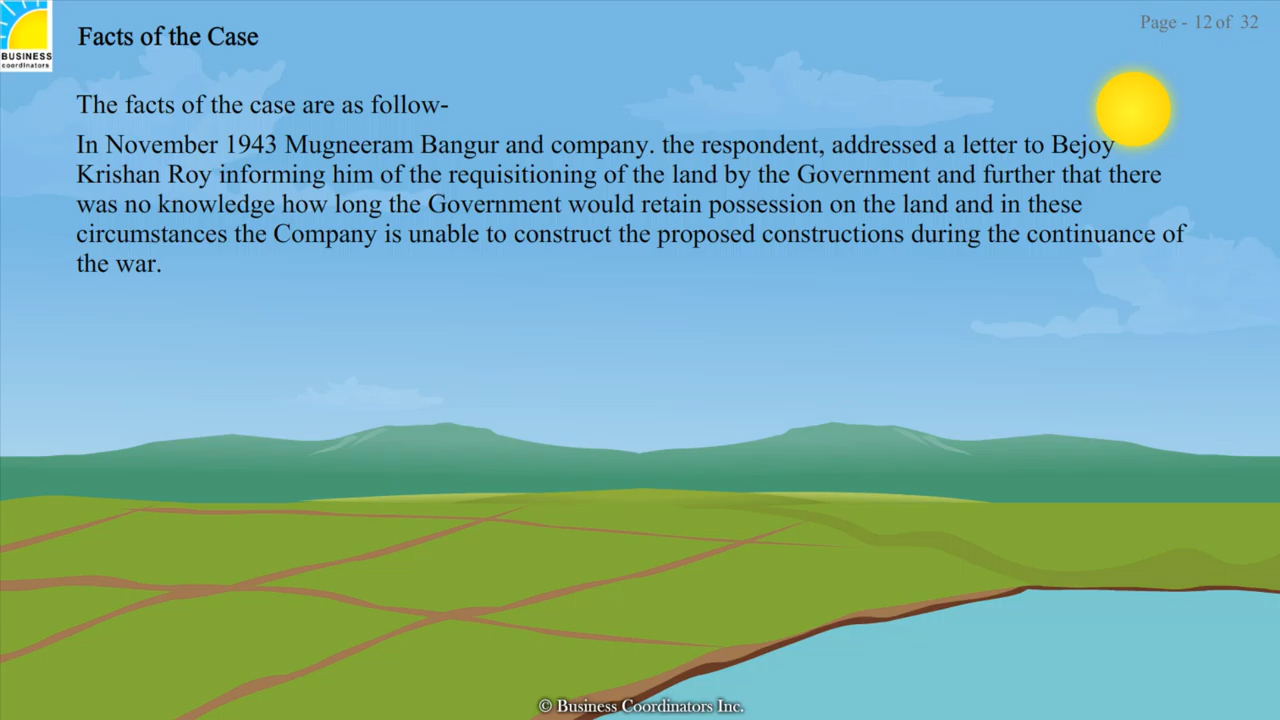 BUSINESS
coordinators
Facts of the Case
Page - 12 of 32
The facts of the case are as follow-
In November 1943 Mugneeram Bangur and company. the respondent, addressed a letter to Bejoy
Krishan Roy informing him of the requisitioning of the land by the Government and further that there
was no knowledge how long the Government would retain possession on the land and in these
circumstances the Company is unable to construct the proposed constructions during the continuance of
the war.
© Business Coordinators Inc.